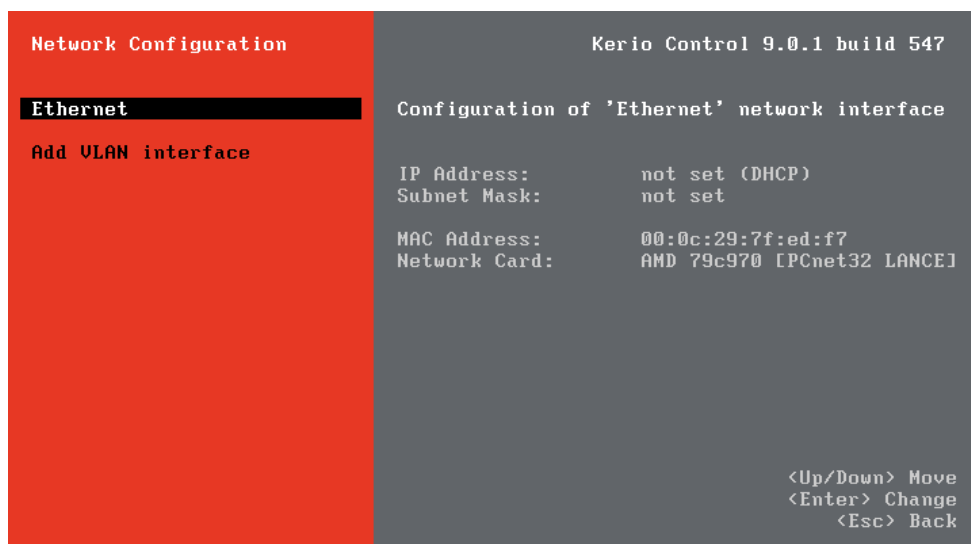 Network Configuration
Kerio Control 9.0.1 build 547
Ethernet
Add VLAN interface
Configuration of 'Ethernet' network interface
IP Address: not set (DHCP)
Subnet Mask: not set
MAC Address: 00:0c:29:7f:ed:f7
Network Card: AMD 79c970 [PCnet32 LANCE]
<Up/Down> Move
<Enter> Change
<Esc> Back